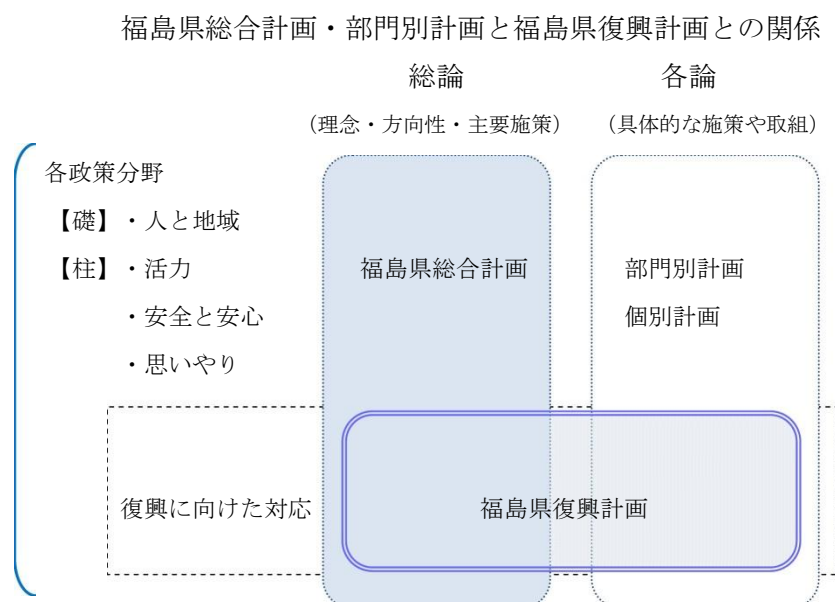 福島県総合計画・部門別計画と福島県復興計画との関係
総論 各論
（理念・方向性・主要施策） （具体的な施策や取組）
各政策分野
【礎】・人と地域
【柱】・活力 福島県総合計画 部門別計画
・安全と安心 個別計画
・思いやり
復興に向けた対応 福島県復興計画